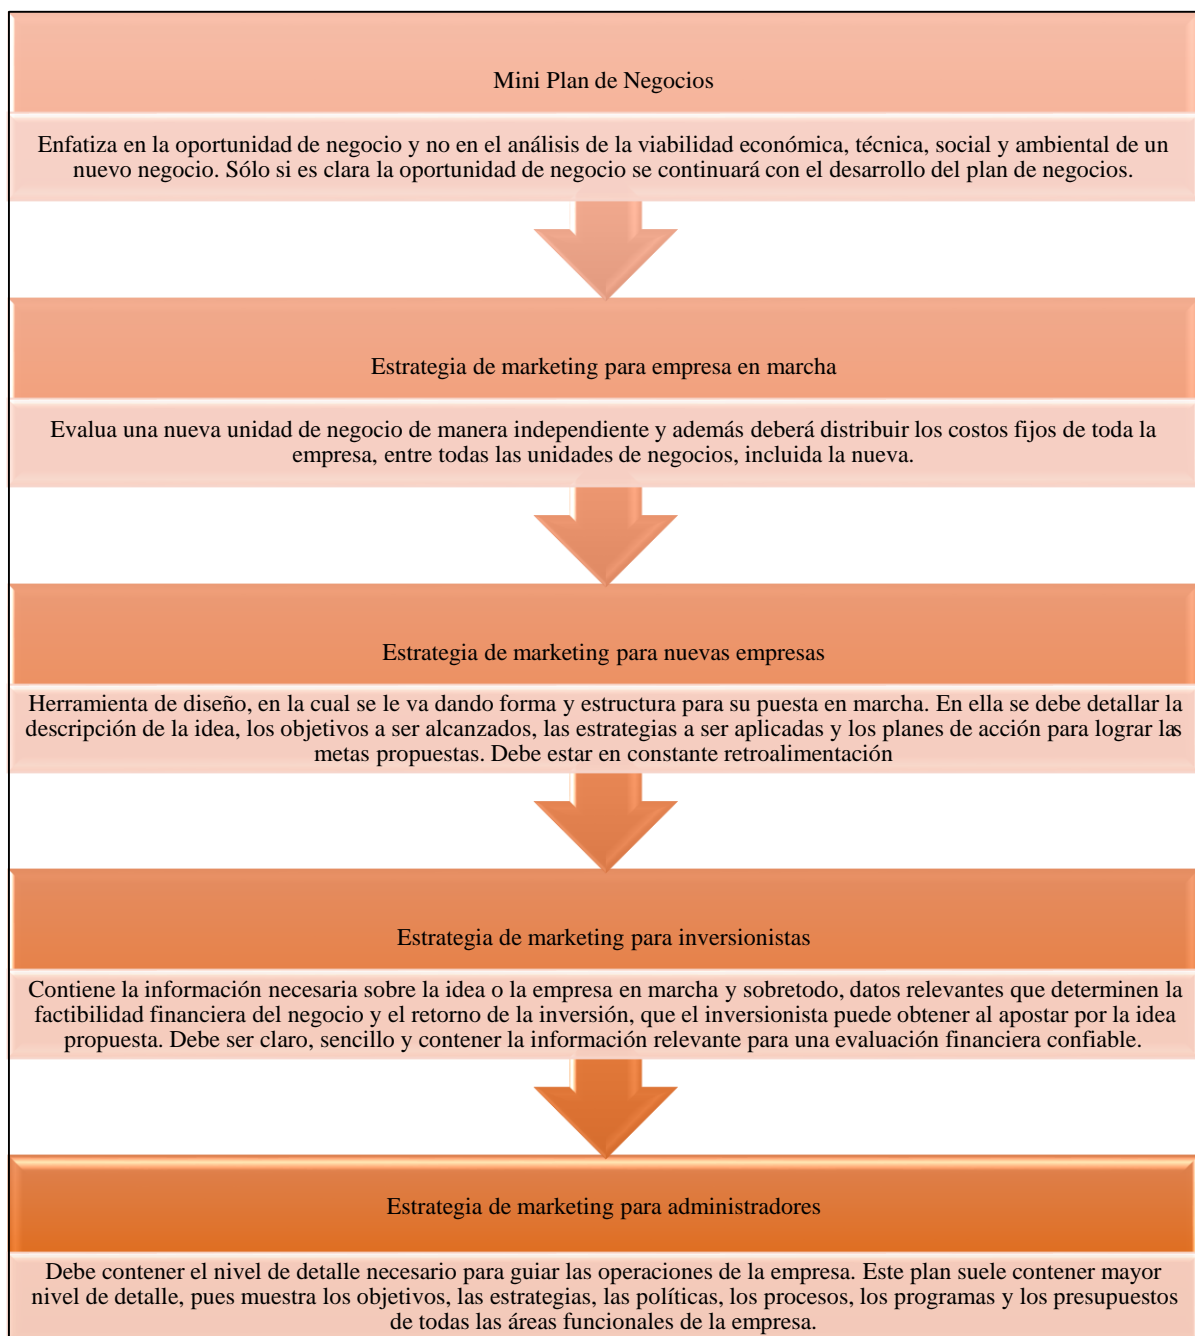 Mini Plan de Negocios
Enfatiza en la oportunidad de negocio y no en el análisis de la viabilidad económica, técnica, social y ambiental de un
nuevo negocio. Sólo si es clara la oportunidad de negocio se continuará con el desarrollo del plan de negocios.
Estrategia de marketing para empresa en marcha
Evalua una nueva unidad de negocio de manera independiente y además deberá distribuir los costos fijos de toda la
empresa, entre todas las unidades de negocios, incluida la nueva.
Estrategia de marketing para nuevas empresas
Herramienta de diseño, en la cual se le va dando forma y estructura para su puesta en marcha. En ella se debe detallar la
descripción de la idea, los objetivos a ser alcanzados, las estrategias a ser aplicadas y los planes de acción para lograr las
metas propuestas. Debe estar en constante retroalimentación
Estrategia de marketing para inversionistas
Contiene la información necesaria sobre la idea o la empresa en marcha y sobretodo, datos relevantes que determinen la
factibilidad financiera del negocio y el retorno de la inversión, que el inversionista puede obtener al apostar por la idea
propuesta. Debe ser claro, sencillo y contener la información relevante para una evaluación financiera confiable.
Estrategia de marketing para administradores
Debe contener el nivel de detalle necesario para guiar las operaciones de la empresa. Este plan suele contener mayor
nivel de detalle, pues muestra los objetivos, las estrategias, las políticas, los procesos, los programas y los presupuestos
de todas las áreas funcionales de la empresa.